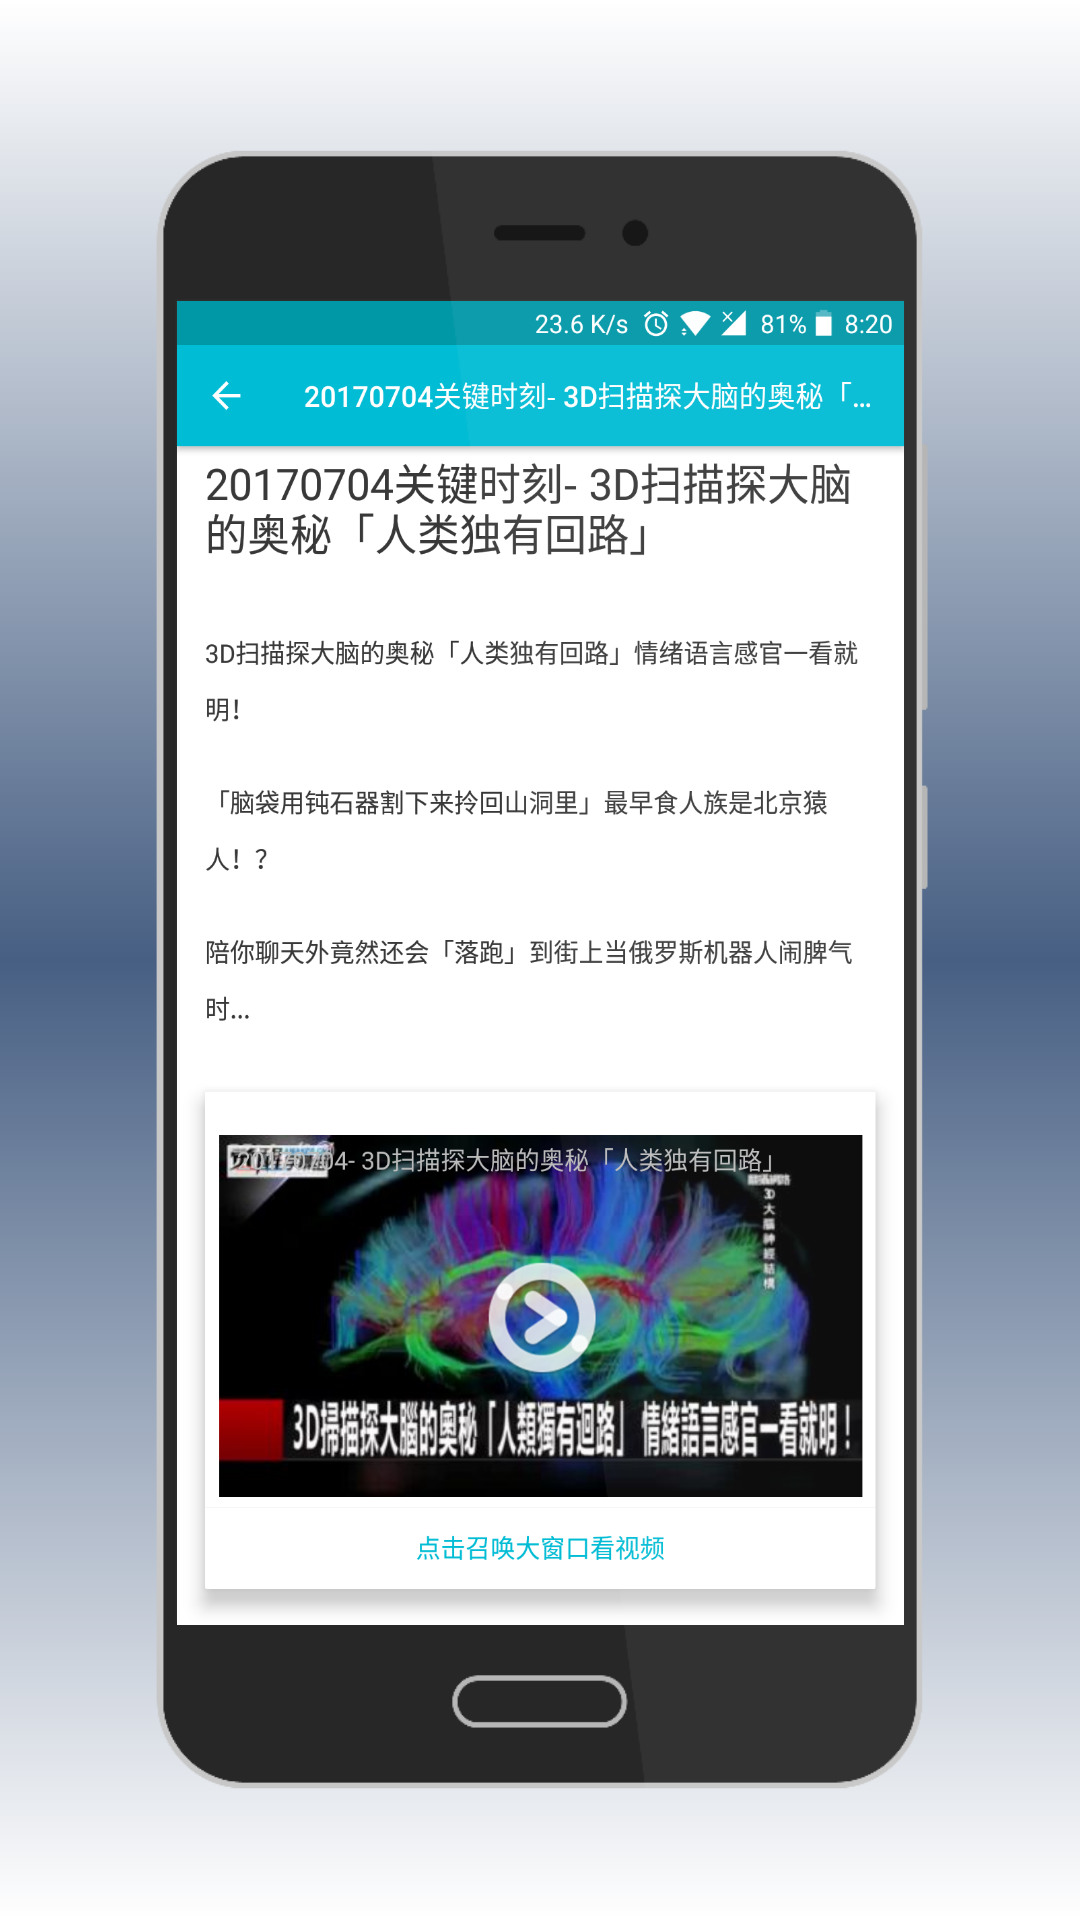 23.6 K/s 81% 8:20
20170704关键时刻- 3D扫描探大脑的奥秘「...
20170704关键时刻- 3D扫描探大脑
的奥秘「人类独有回路」
3D扫描探大脑的奥秘「人类独有回路」情绪语言感官一看就
明！
「脑袋用钝石器割下来拎回山洞里」最早食人族是北京猿
人！？
陪你聊天外竟然还会「落跑」到街上当俄罗斯机器人闹脾气
时...
04- 3D扫描探大脑的奥秘「人类独有回路」
3D大腦神經結構
3D掃描探大腦的奧秘「人類獨有迴路」 情緒語言感官一看就明！
点击召唤大窗口看视频